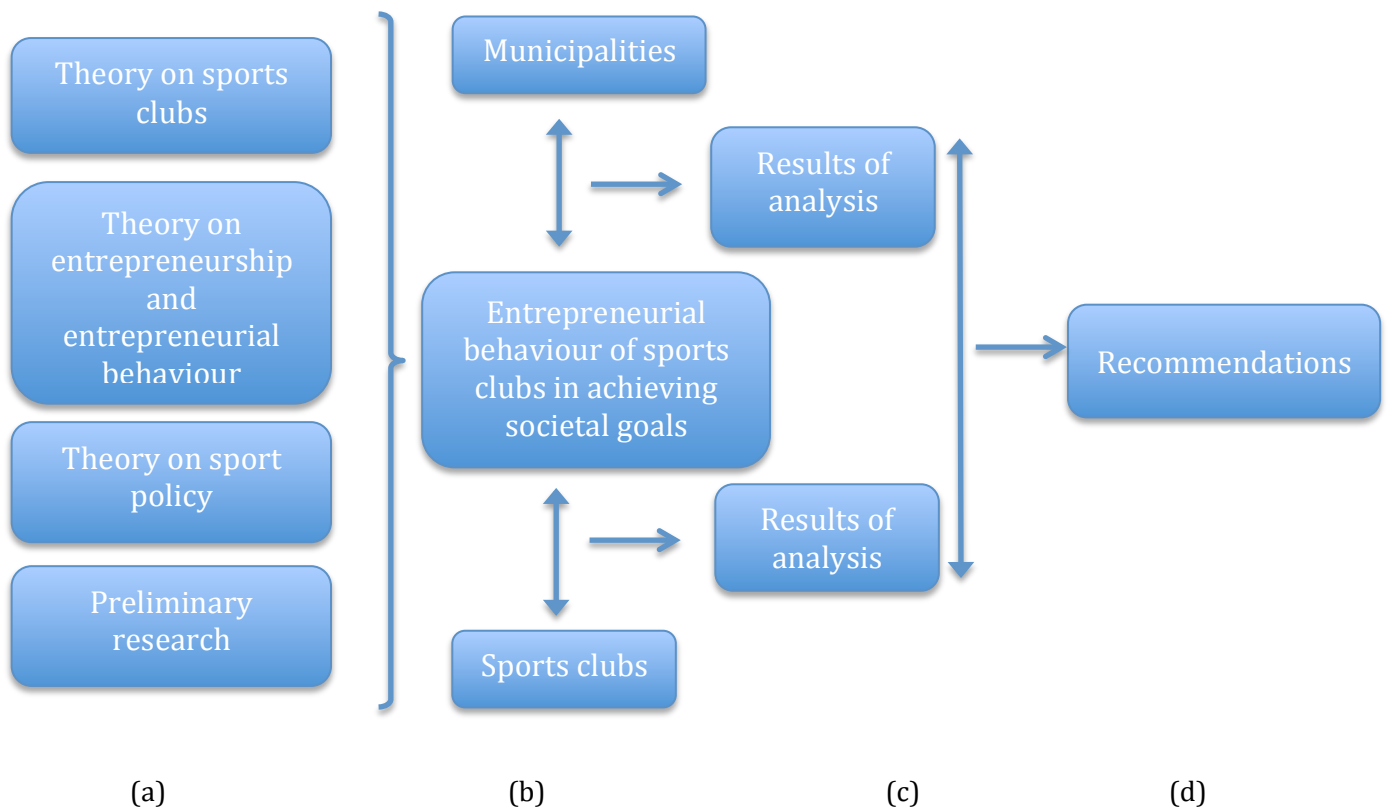 Theory on sports
clubs
Theory on
entrepreneurship
and
entrepreneurial
behaviour
Theory on sport
policy
Preliminary
research
Municipalities
Entrepreneurial
behaviour of sports
clubs in achieving
societal goals
Sports clubs
Results of
analysis
Results of
analysis
Recommendations
(a)
(b)
(c)
(d)